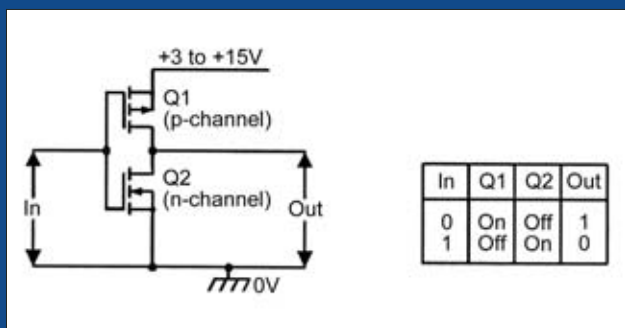 +3 to +15V
Q1
(p-channel)
Q2
(n-channel)
In
Out
0V
In Q1 Q2 Out
0 On Off 1
1 Off On 0